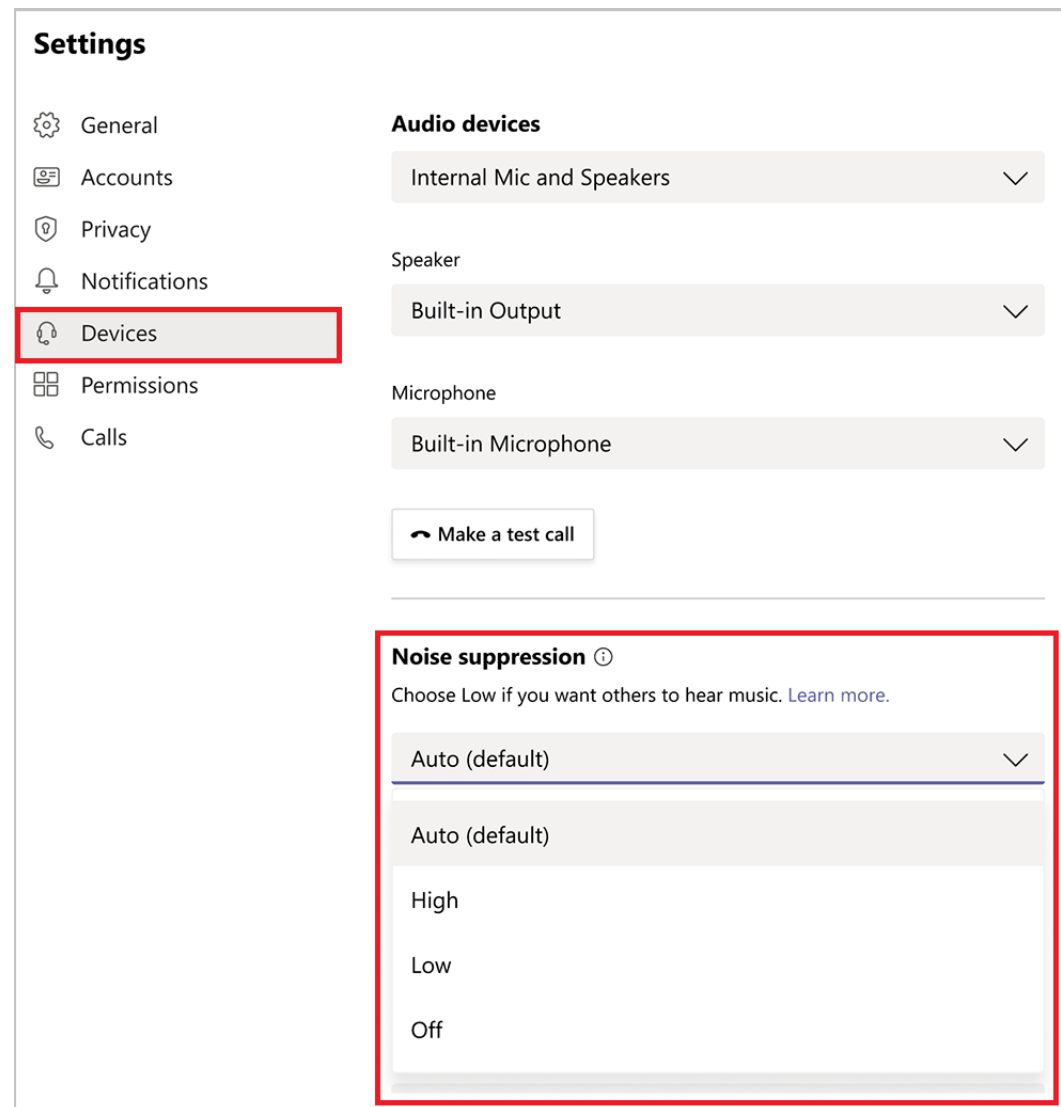 Settings
General
Accounts
Privacy
Notifications
Devices
Permissions
Calls
Audio devices
Internal Mic and Speakers
Speaker
Built-in Output
Microphone
Built-in Microphone
Make a test call
Noise suppression
Choose Low if you want others to hear music. Learn more.
Auto (default)
Auto (default)
High
Low
Off